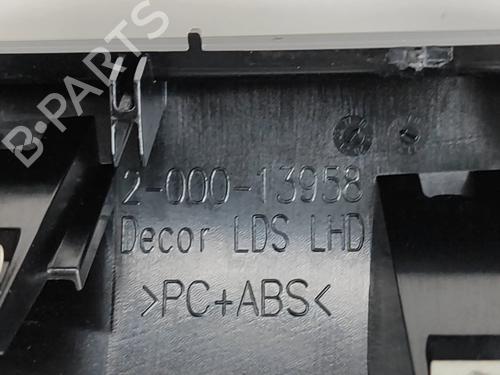 B-PARTS
2-000-13958
Decor LDS LHD
>PC+ABS<